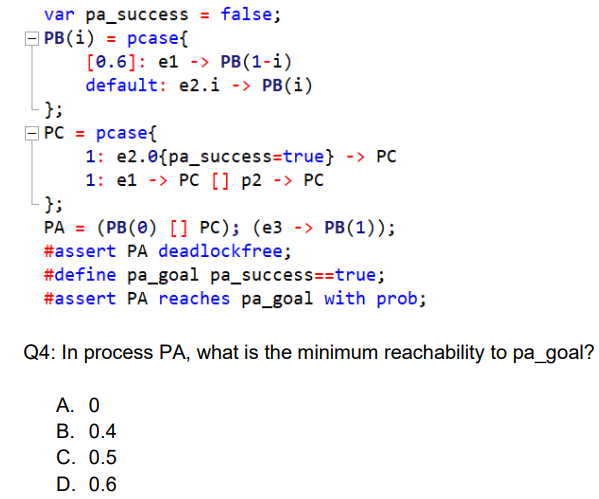 var pa_success = false;
PB(i) = pcase{
[0.6]: e1 -> PB(1-i)
default: e2.i -> PB(i)
};
PC = pcase{
1: e2.0{pa_success=true} -> PC
1: e1 -> PC [] p2 -> PC
};
PA = (PB(0) [] PC); (e3 -> PB(1));
#assert PA deadlockfree;
#define pa_goal pa_success==true;
#assert PA reaches pa_goal with prob;
Q4: In process PA, what is the minimum reachability to pa_goal?
A. 0
B. 0.4
C. 0.5
D. 0.6